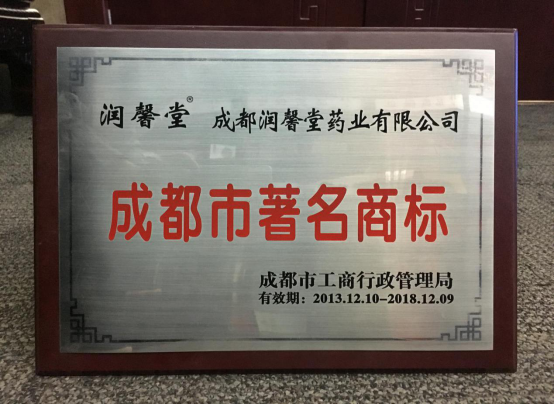 润馨堂® 成都润馨堂药业有限公司
成都市著名商标
成都市工商行政管理局
有效期：2013.12.10-2018.12.09